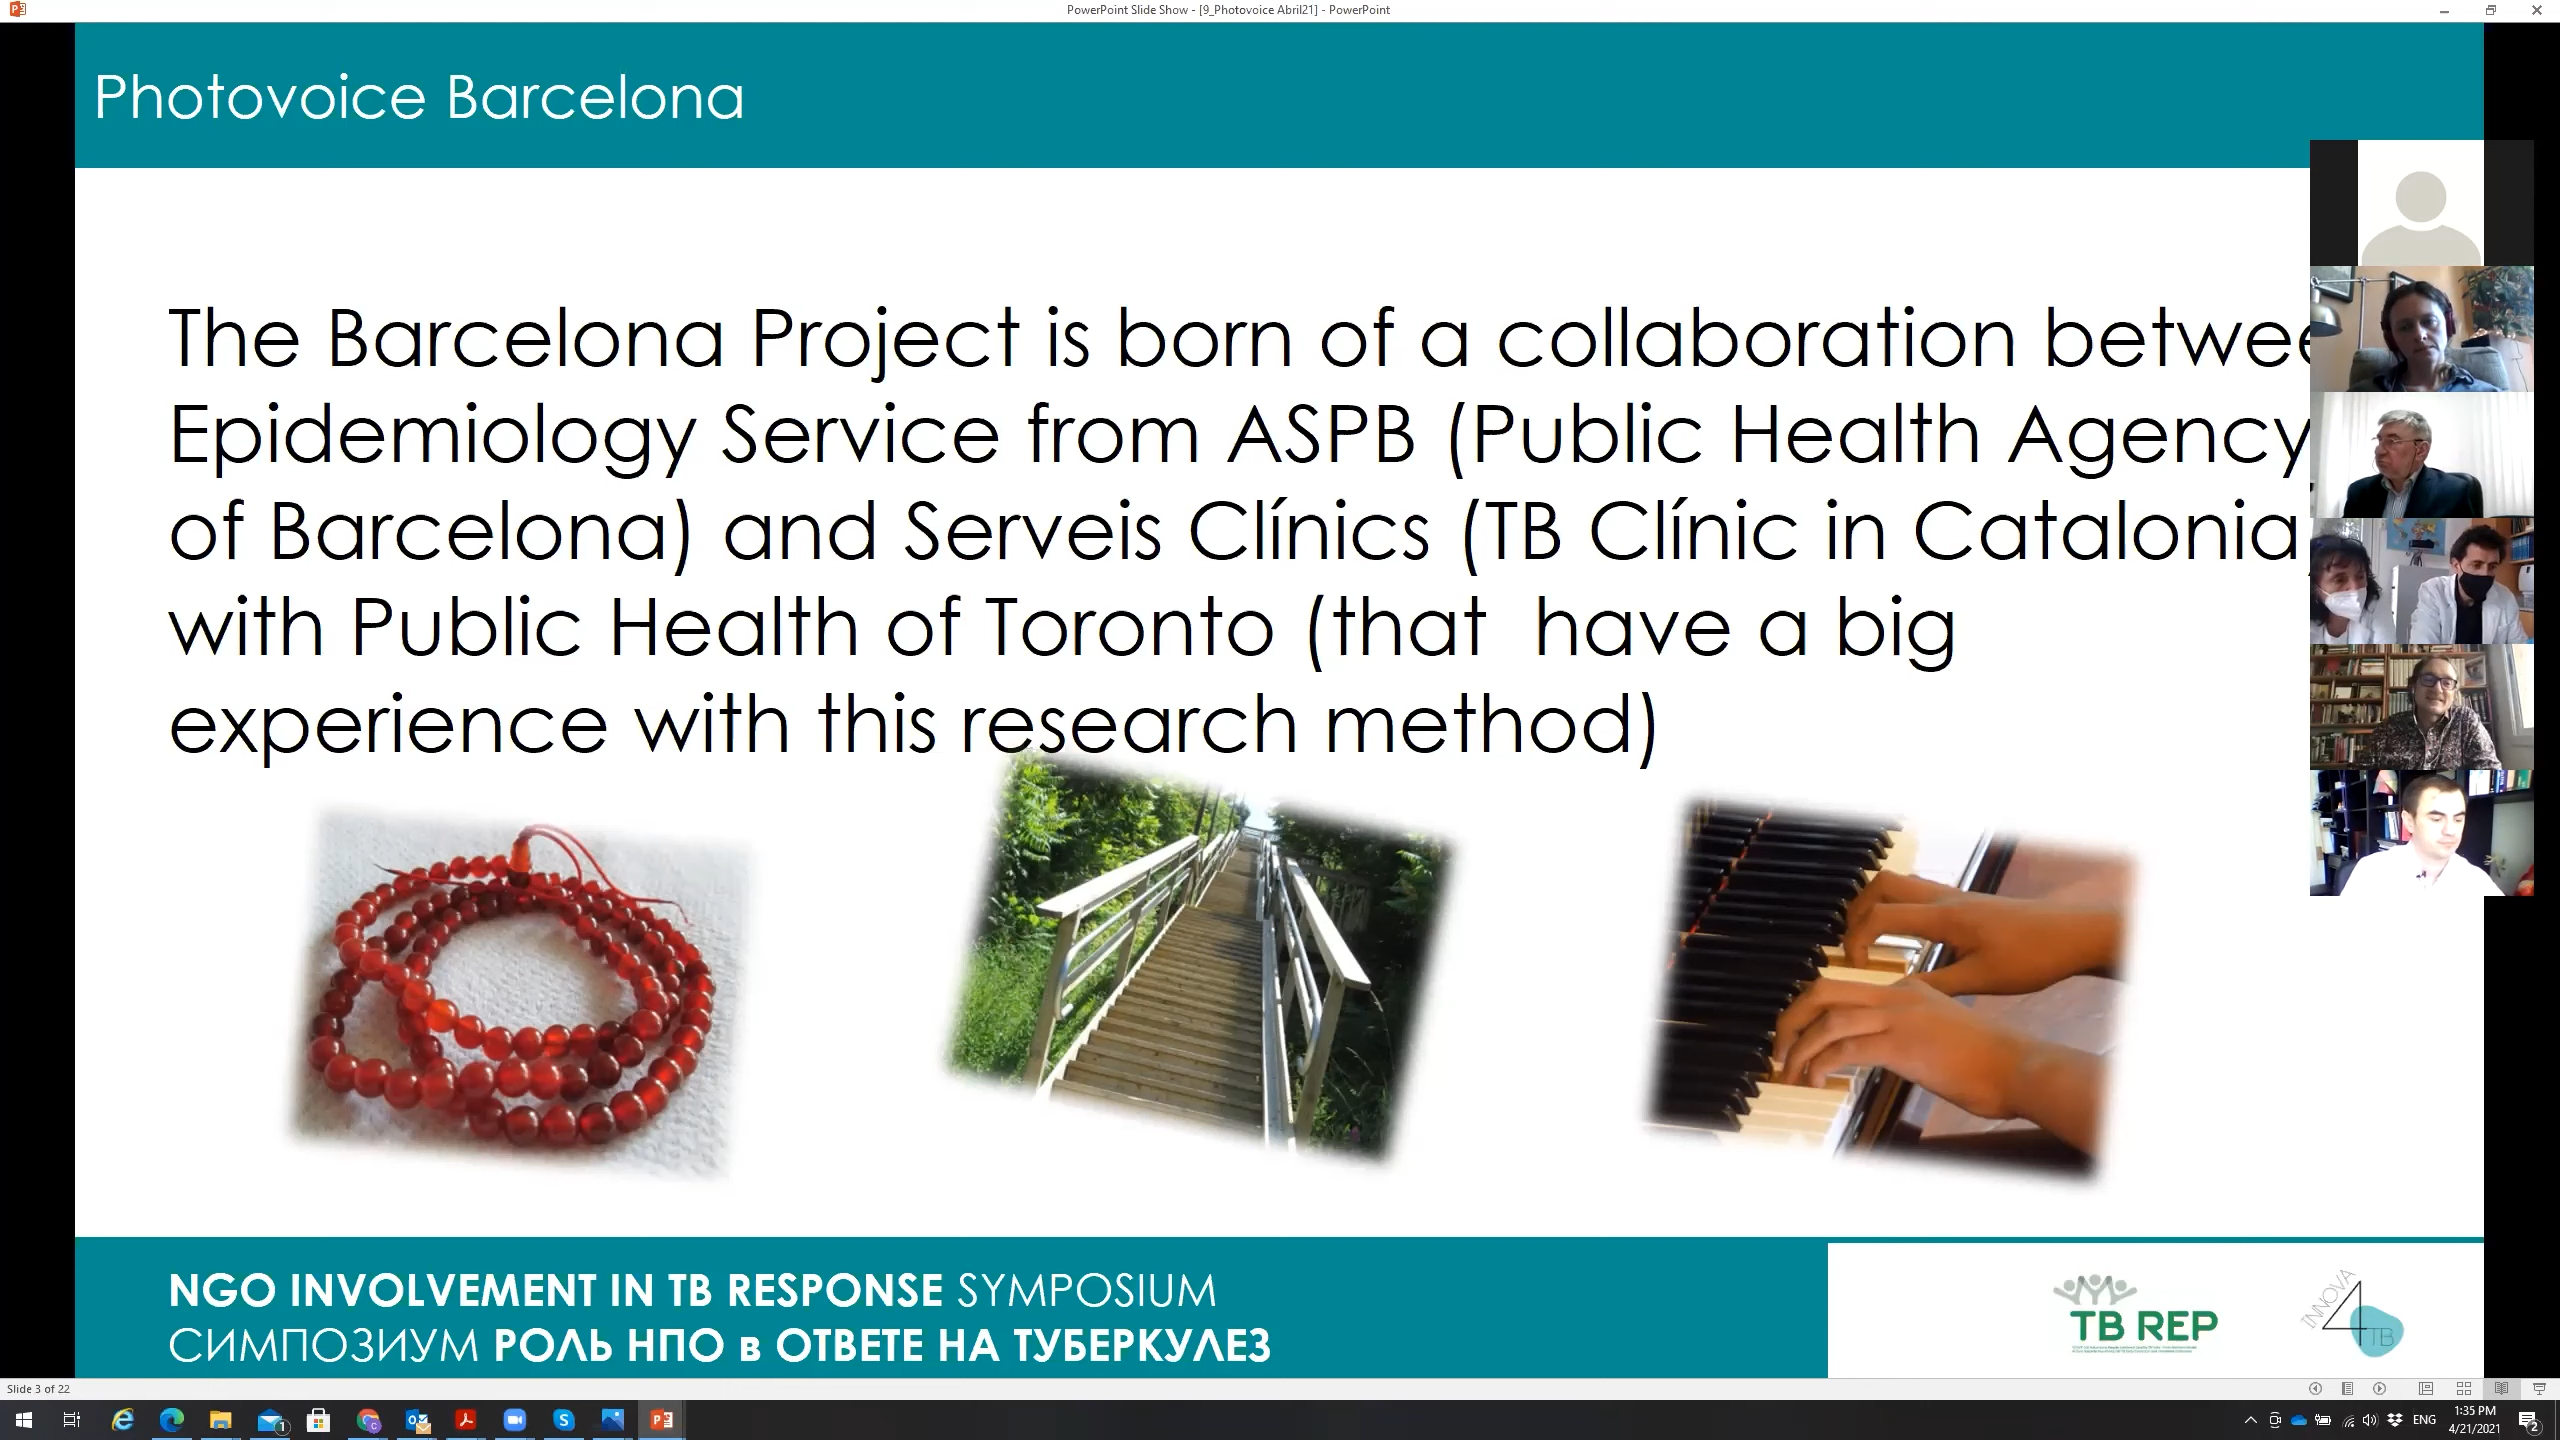 PowerPoint Slide Show - [9_Photovoice Abril21] - PowerPoint
Photovoice Barcelona
The Barcelona Project is born of a collaboration
Epidemiology Service from ASPB (Public Health Agency
of Barcelona) and Serveis Clínics (TB Clínic in Catalonia
with Public Health of Toronto (that have a big
experience with this research method)
NGO INVOLVEMENT IN TB RESPONSE SYMPOSIUM
СИМПОЗИУМ РОЛЬ НПО в ОТВЕТЕ НА ТУБЕРКУЛЕЗ
TB REP
INNOVA
4
TB
Slide 3 of 22
ENG
1:35 PM
4/21/2021